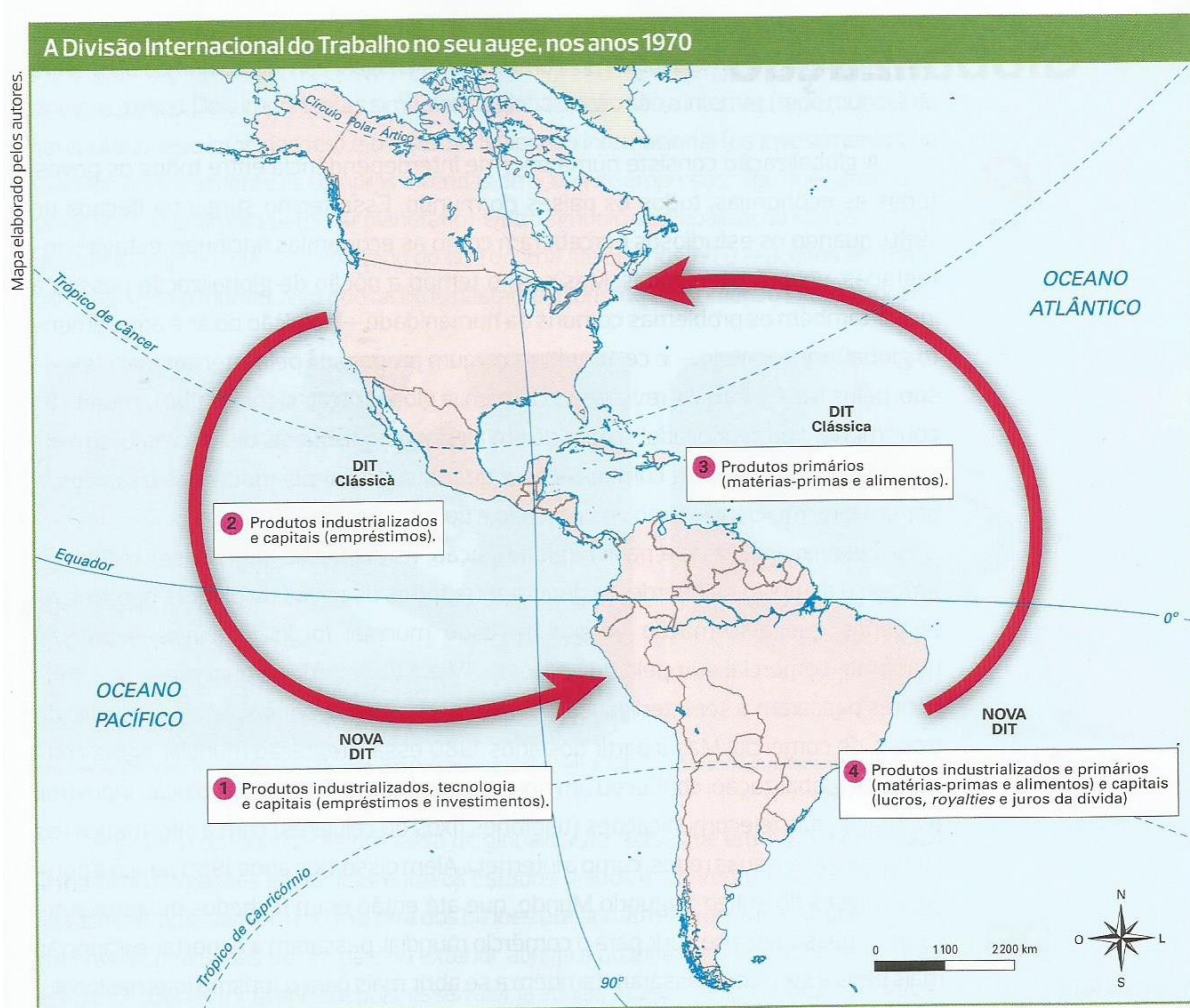 A Divisão Internacional do Trabalho no seu auge, nos anos 1970
Mapa elaborado pelos autores.
Círculo Polar Ártico
Trópico de Câncer
OCEANO
ATLÂNTICO
DIT
Clássica
3 Produtos primários
(matérias-primas e alimentos).
DIT
Clássica
2 Produtos industrializados
e capitais (empréstimos).
Equador
0º
OCEANO
PACÍFICO
NOVA
DIT
1 Produtos industrializados, tecnologia
e capitais (empréstimos e investimentos).
NOVA
DIT
4 Produtos industrializados e primários
(matérias-primas e alimentos) e capitais
(lucros, royalties e juros da dívida)
Trópico de Capricórnio
90º
0 1100 2200 km
N
O L
S